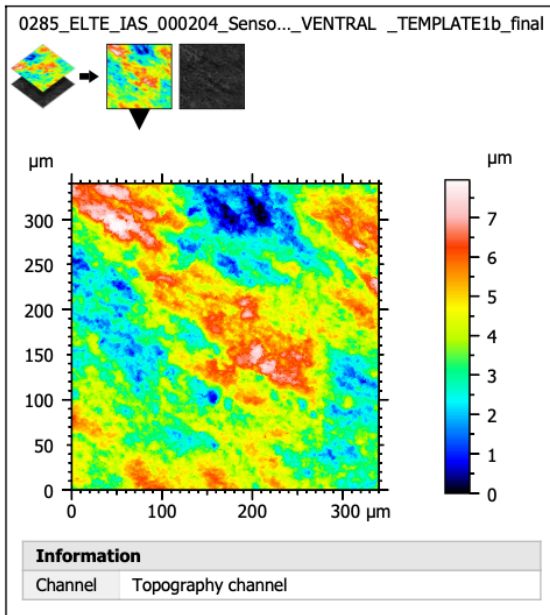 0285_ELTE_IAS_000204_Senso..._VENTRAL _TEMPLATE1b_final
µm
µm
300
250
200
150
100
50
0
0 100 200 300 µm
7
6
5
4
3
2
1
0
Information
Channel Topography channel